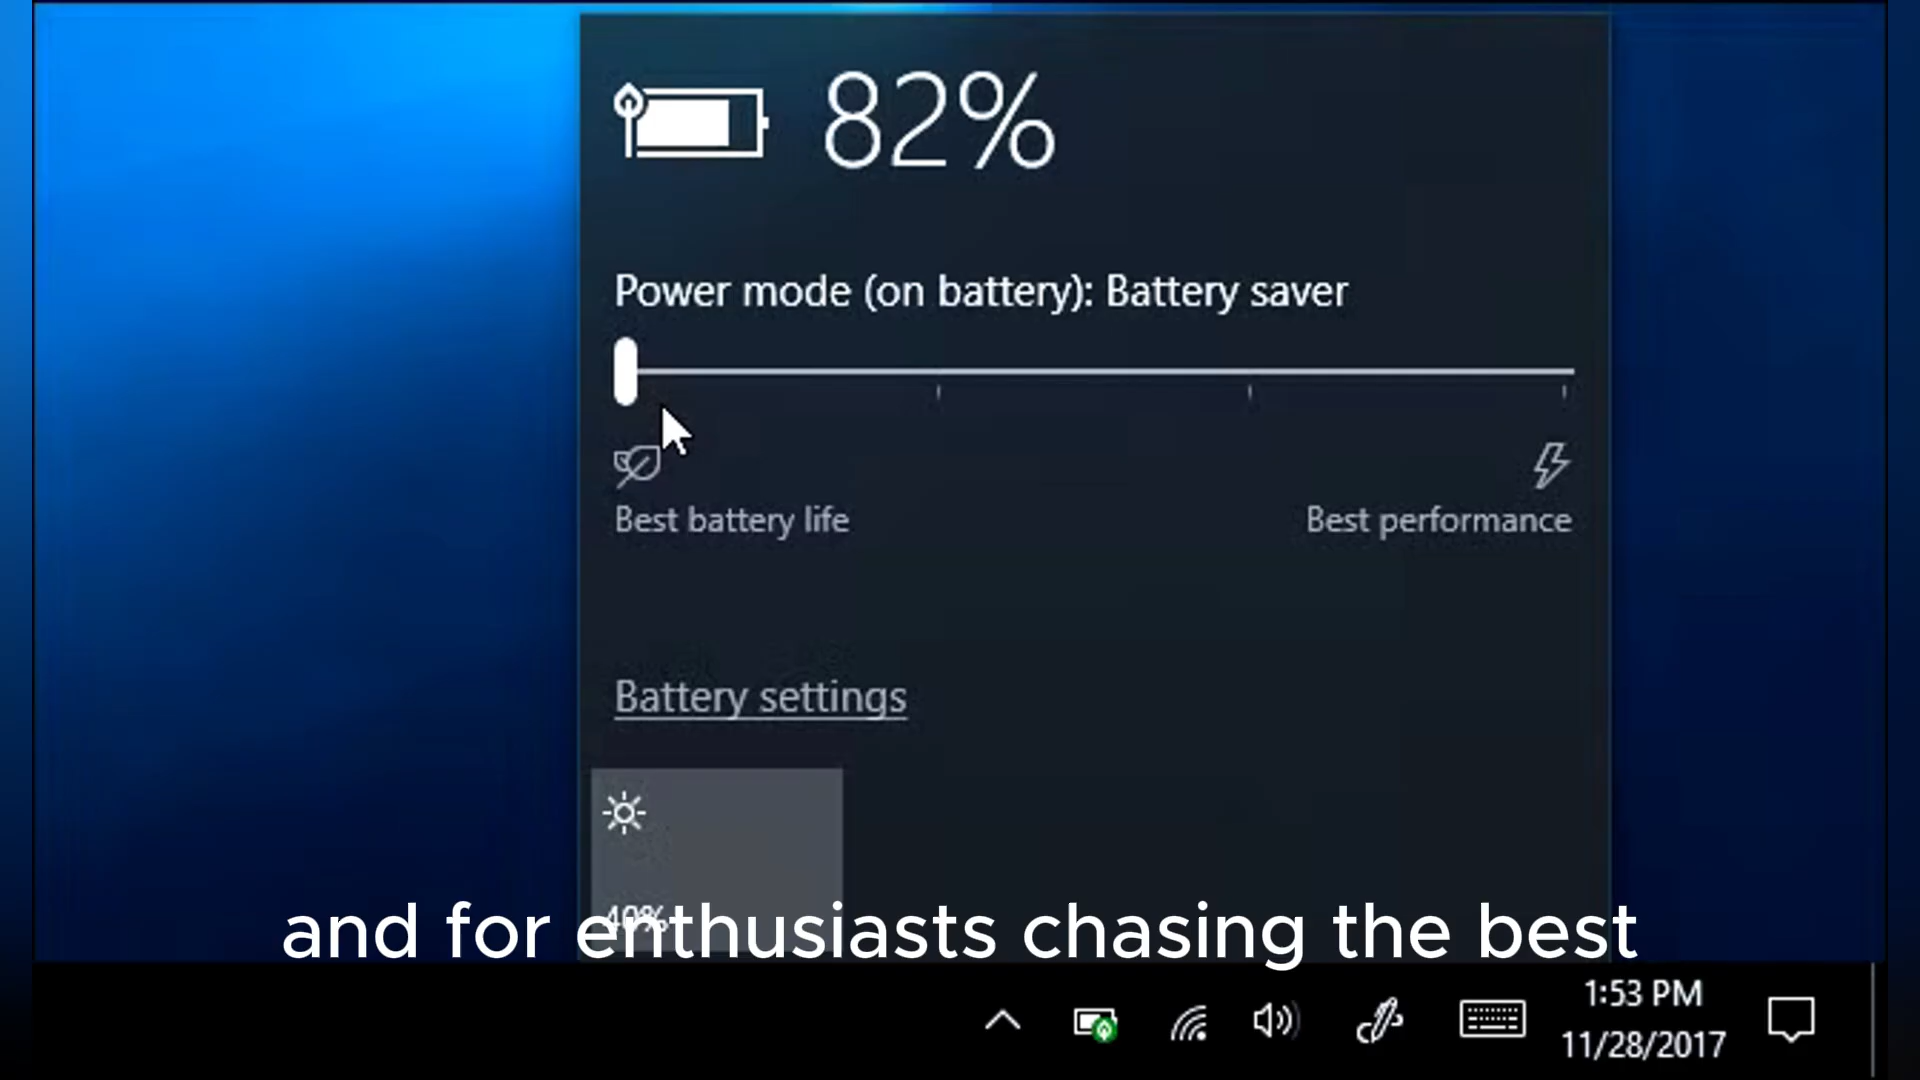 82%
Power mode (on battery): Battery saver
Best battery life
Best performance
Battery settings
40%
and for enthusiasts chasing the best
1:53 PM
11/28/2017